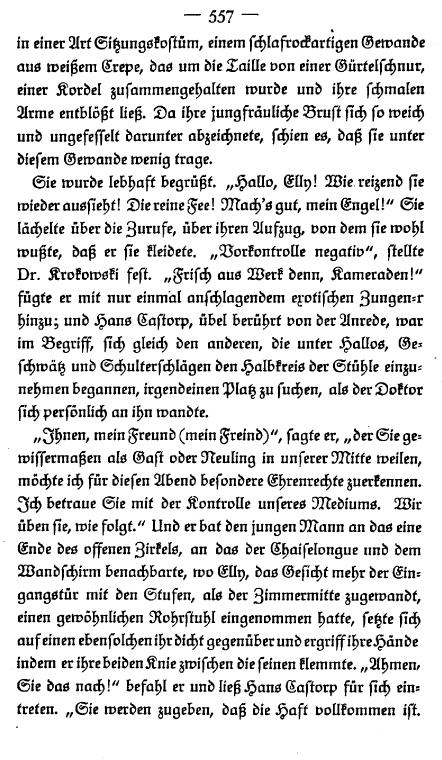 — 557 —
in einer Art Sitzungskostüm, einem schlafrockartigen Gewande
aus weißem Crepe, das um die Taille von einer Gürtelschnur,
einer Kordel zusammengehalten wurde und ihre schmalen
Arme entblößt ließ. Da ihre jungfräuliche Brust sich so weich
und ungefesselt darunter abzeichnete, schien es, daß sie unter
diesem Gewande wenig trage.
Sie wurde lebhaft begrüßt. „Hallo, Elly! Wie reizend sie
wieder aussieht! Die reine Fee! Mach's gut, mein Engel!“ Sie
lächelte über die Zurufe, über ihren Aufzug, von dem sie wohl
wußte, daß er sie kleidete. „Vorkontrolle negativ“, stellte
Dr. Krokowski fest. „Frisch aus Werk denn, Kameraden!“
fügte er mit nur einmal anschlagendem exotischen Zungen-r
hinzu; und Hans Castorp, übel berührt von der Anrede, war
im Begriff, sich gleich den anderen, die unter Hallos, Ge-
schwätz und Schulterschlägen den Halbkreis der Stühle einzu-
nehmen begannen, irgendeinen Platz zu suchen, als der Doktor
sich persönlich an ihn wandte.
„Ihnen, mein Freund (mein Freind)“, sagte er, „der Sie ge-
wissermaßen als Gast oder Neuling in unserer Mitte weilen,
möchte ich für diesen Abend besondere Ehrenrechte zuerkennen.
Ich betraue Sie mit der Kontrolle unseres Mediums. Wir
üben sie, wie folgt.“ Und er bat den jungen Mann an das eine
Ende des offenen Zirkels, an das der Chaiselongue und dem
Wandschirm benachbarte, wo Elly, das Gesicht mehr der Ein-
gangstür mit den Stufen, als der Zimmermitte zugewandt,
einen gewöhnlichen Rohrstuhl eingenommen hatte, setzte sich
auf einen ebensolchen ihr dicht gegenüber und ergriff ihre Hände
indem er ihre beiden Knie zwischen die seinen klemmte. „Ahmen,
Sie das nach!“ befahl er und ließ Hans Castorp für sich ein-
treten. „Sie werden zugeben, daß die Haft vollkommen ist.